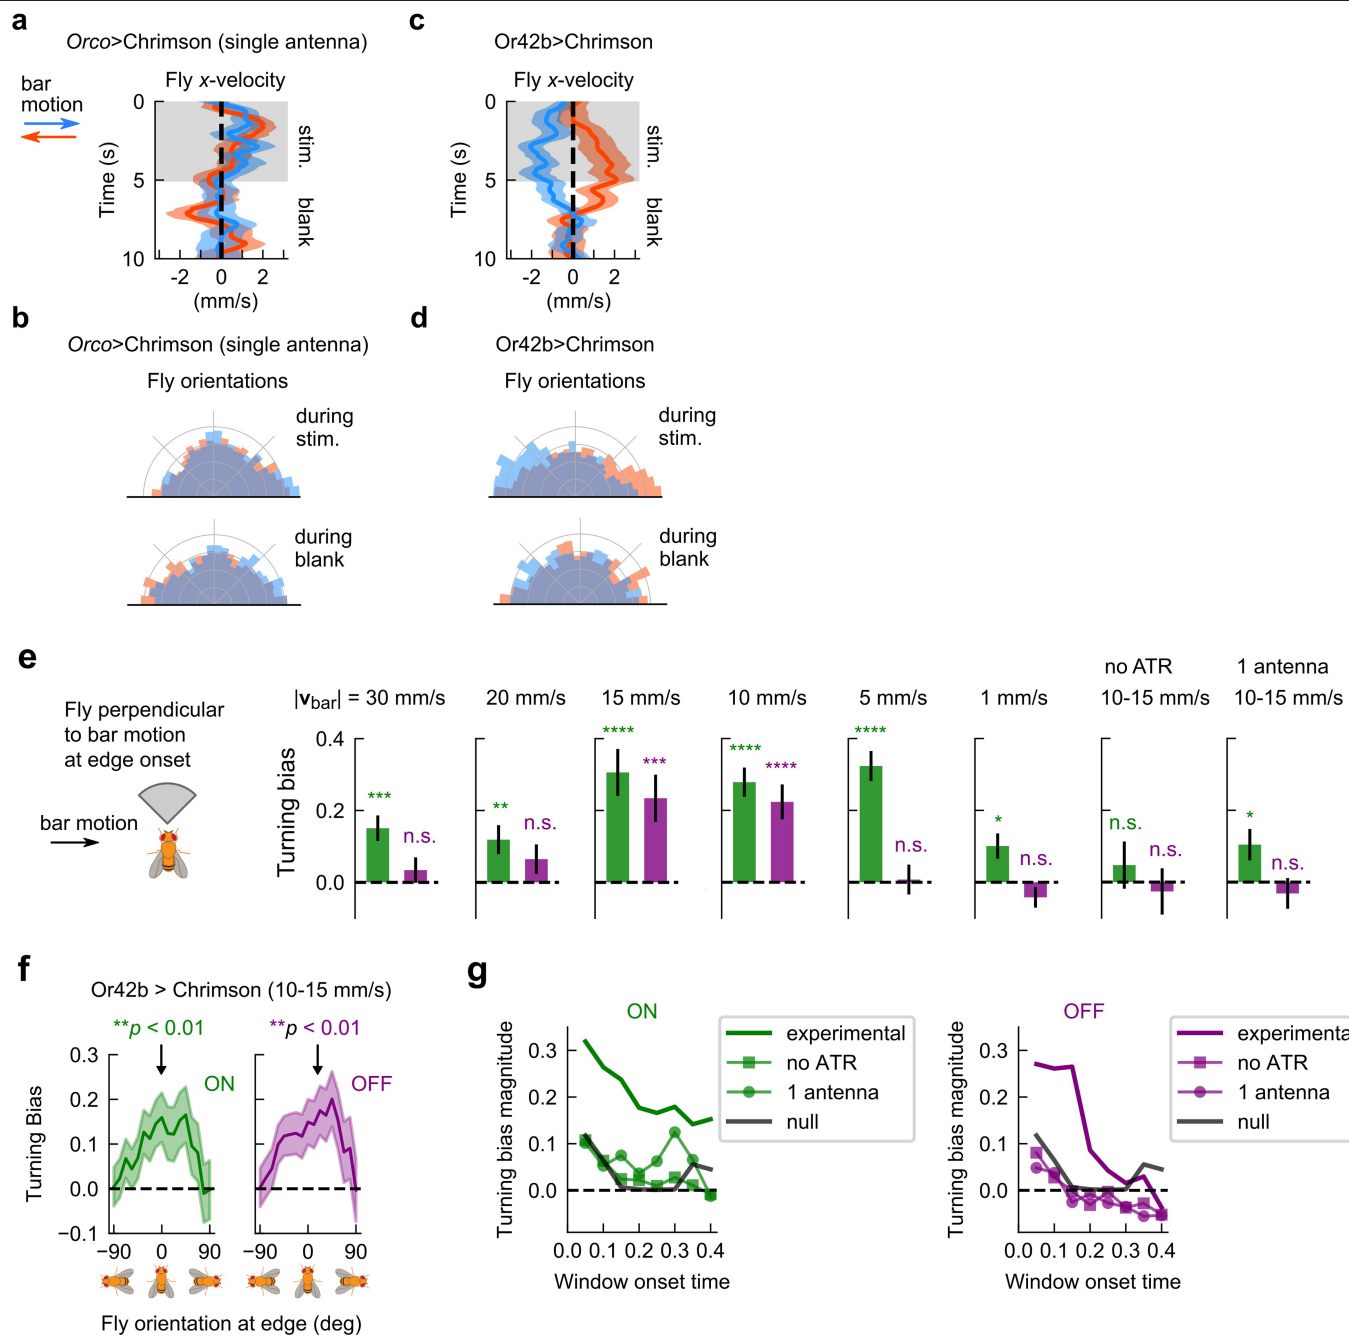 a
Orco>Chrimson (single antenna)
bar
motion
Fly x-velocity
0
5
10
Time (s)
stim.
blank
-2 0 2
(mm/s)
c
Or42b>Chrimson
Fly x-velocity
0
5
10
Time (s)
stim.
blank
-2 0 2
(mm/s)
b
Orco>Chrimson (single antenna)
Fly orientations
during
stim.
during
blank
d
Or42b>Chrimson
Fly orientations
during
stim.
during
blank
e
Fly perpendicular
to bar motion
at edge onset
bar motion
no ATR
1 antenna
|vbar| = 30 mm/s
20 mm/s
15 mm/s
10 mm/s
5 mm/s
1 mm/s
10-15 mm/s
10-15 mm/s
Turning bias
0.4
0.2
0.0
***
n.s.
**
n.s.
****
***
****
****
****
n.s.
*
n.s.
n.s.
n.s.
*
n.s.
f
Or42b > Chrimson (10-15 mm/s)
**p < 0.01
**p < 0.01
ON
OFF
Turning Bias
0.3
0.2
0.1
0.0
−0.1
−90 0 90
−90 0 90
Fly orientation at edge (deg)
g
ON
Turning bias magnitude
0.3
0.2
0.1
0.0
0.0 0.1 0.2 0.3 0.4
Window onset time
experimental
no ATR
1 antenna
null
OFF
Turning bias magnitude
0.3
0.2
0.1
0.0
0.0 0.1 0.2 0.3 0.4
Window onset time
experimenta
no ATR
1 antenna
null